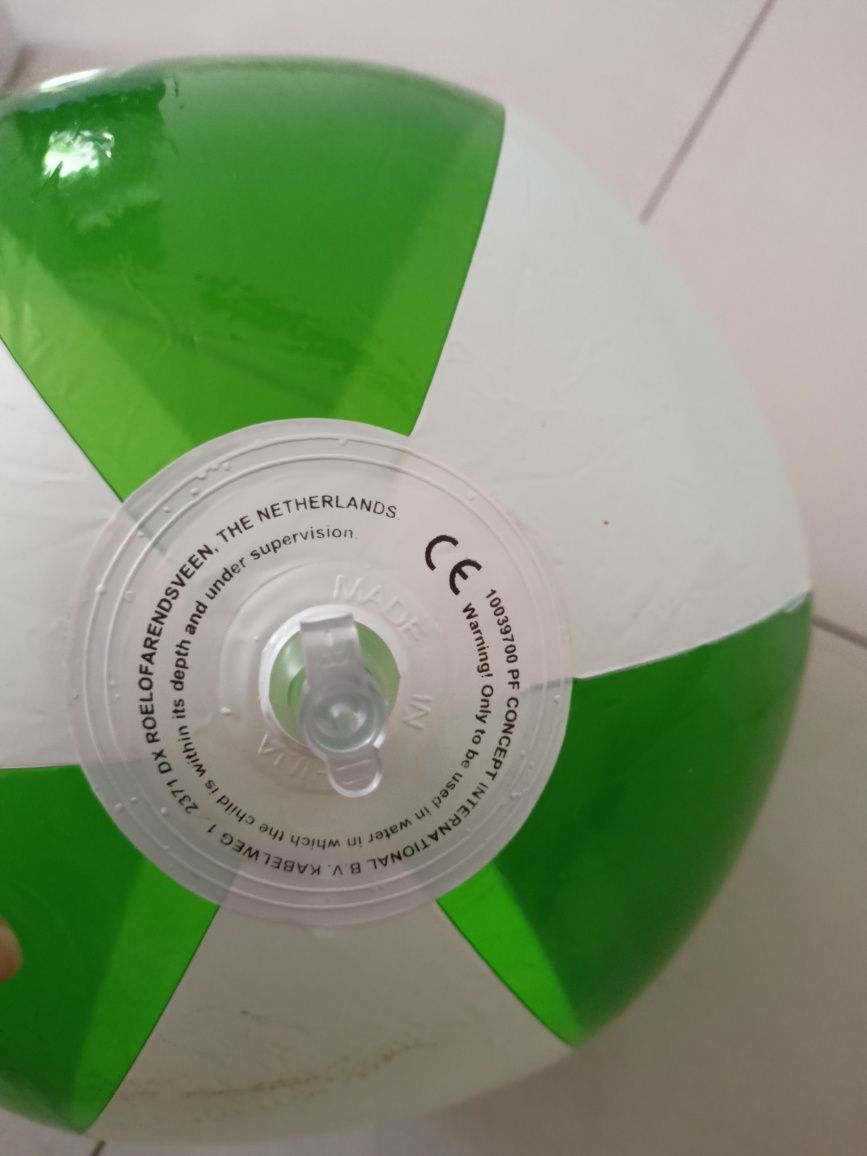 CE
10039700 PF CONCEPT INTERNATIONAL B.V. KABELWEG 1 2371 DX ROELOFARENDSVEEN, THE NETHERLANDS.
Warning! Only to be used in water in which the child is within its depth and under supervision.
MADE IN CHINA